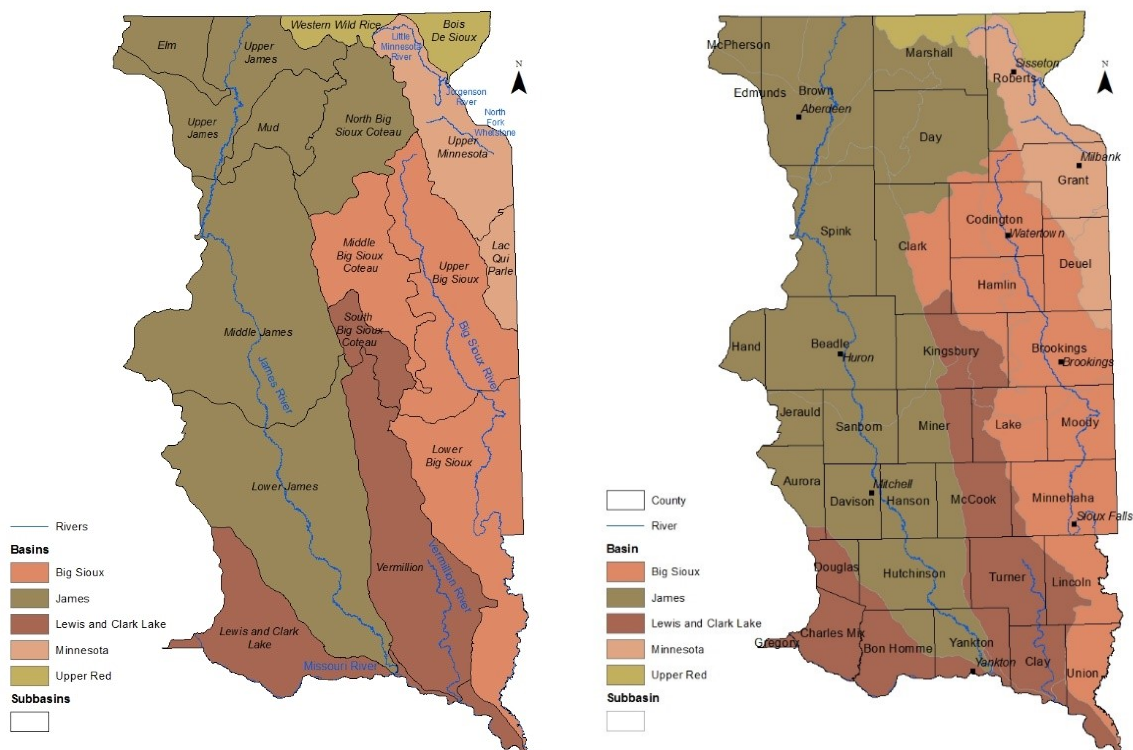 Western Wild Rice
Bois
De Sioux
Elm
Upper
James
Little
Minnesota
River
N
Jorgenson
River
North
Fork
Whetstone
Upper
James
Mud
North Big
Sioux Coteau
Upper
Minnesota
Middle
Big Sioux
Coteau
Upper
Big Sioux
Lac
Qui
Parle
South
Big Sioux
Coteau
Middle James
James River
Big Sioux River
Lower
Big Sioux
Lower James
Vermillion
Vermillion River
Lewis and Clark
Lake
Missouri River
Rivers
Basins
Big Sioux
James
Lewis and Clark Lake
Minnesota
Upper Red
Subbasins
McPherson
Marshall
Sisseton
Roberts
N
Edmunds
Brown
Aberdeen
Day
Milbank
Grant
Codington
Watertown
Spink
Clark
Deuel
Hamlin
Hand
Beadle
Huron
Kingsbury
Brookings
Brookings
Jerauld
Sanborn
Miner
Lake
Moody
Aurora
Mitchell
Davison
Hanson
McCook
Minnehaha
Sioux Falls
Douglas
Hutchinson
Turner
Lincoln
Gregory
Charles Mix
Bon Homme
Yankton
Yankton
Clay
Union
County
River
Basin
Big Sioux
James
Lewis and Clark Lake
Minnesota
Upper Red
Subbasin